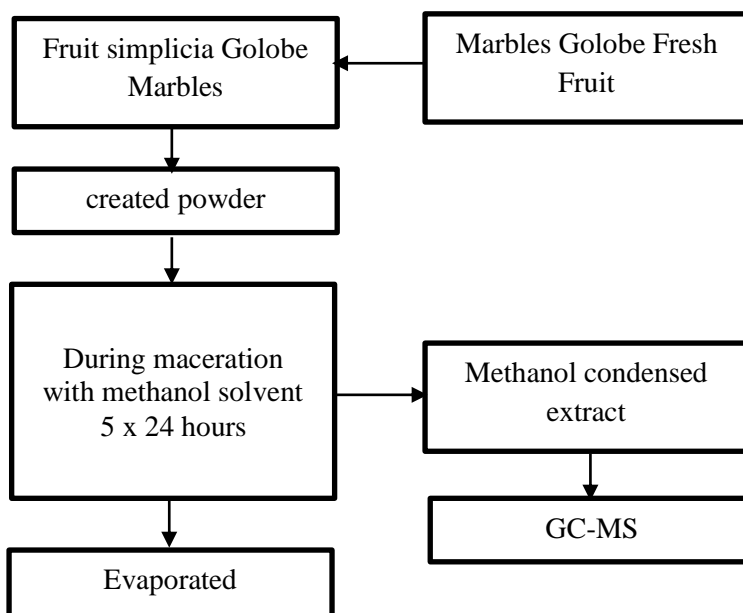 Fruit simplicia Golobe
Marbles
Marbles Golobe Fresh
Fruit
created powder
During maceration
with methanol solvent
5 x 24 hours
Methanol condensed
extract
GC-MS
Evaporated